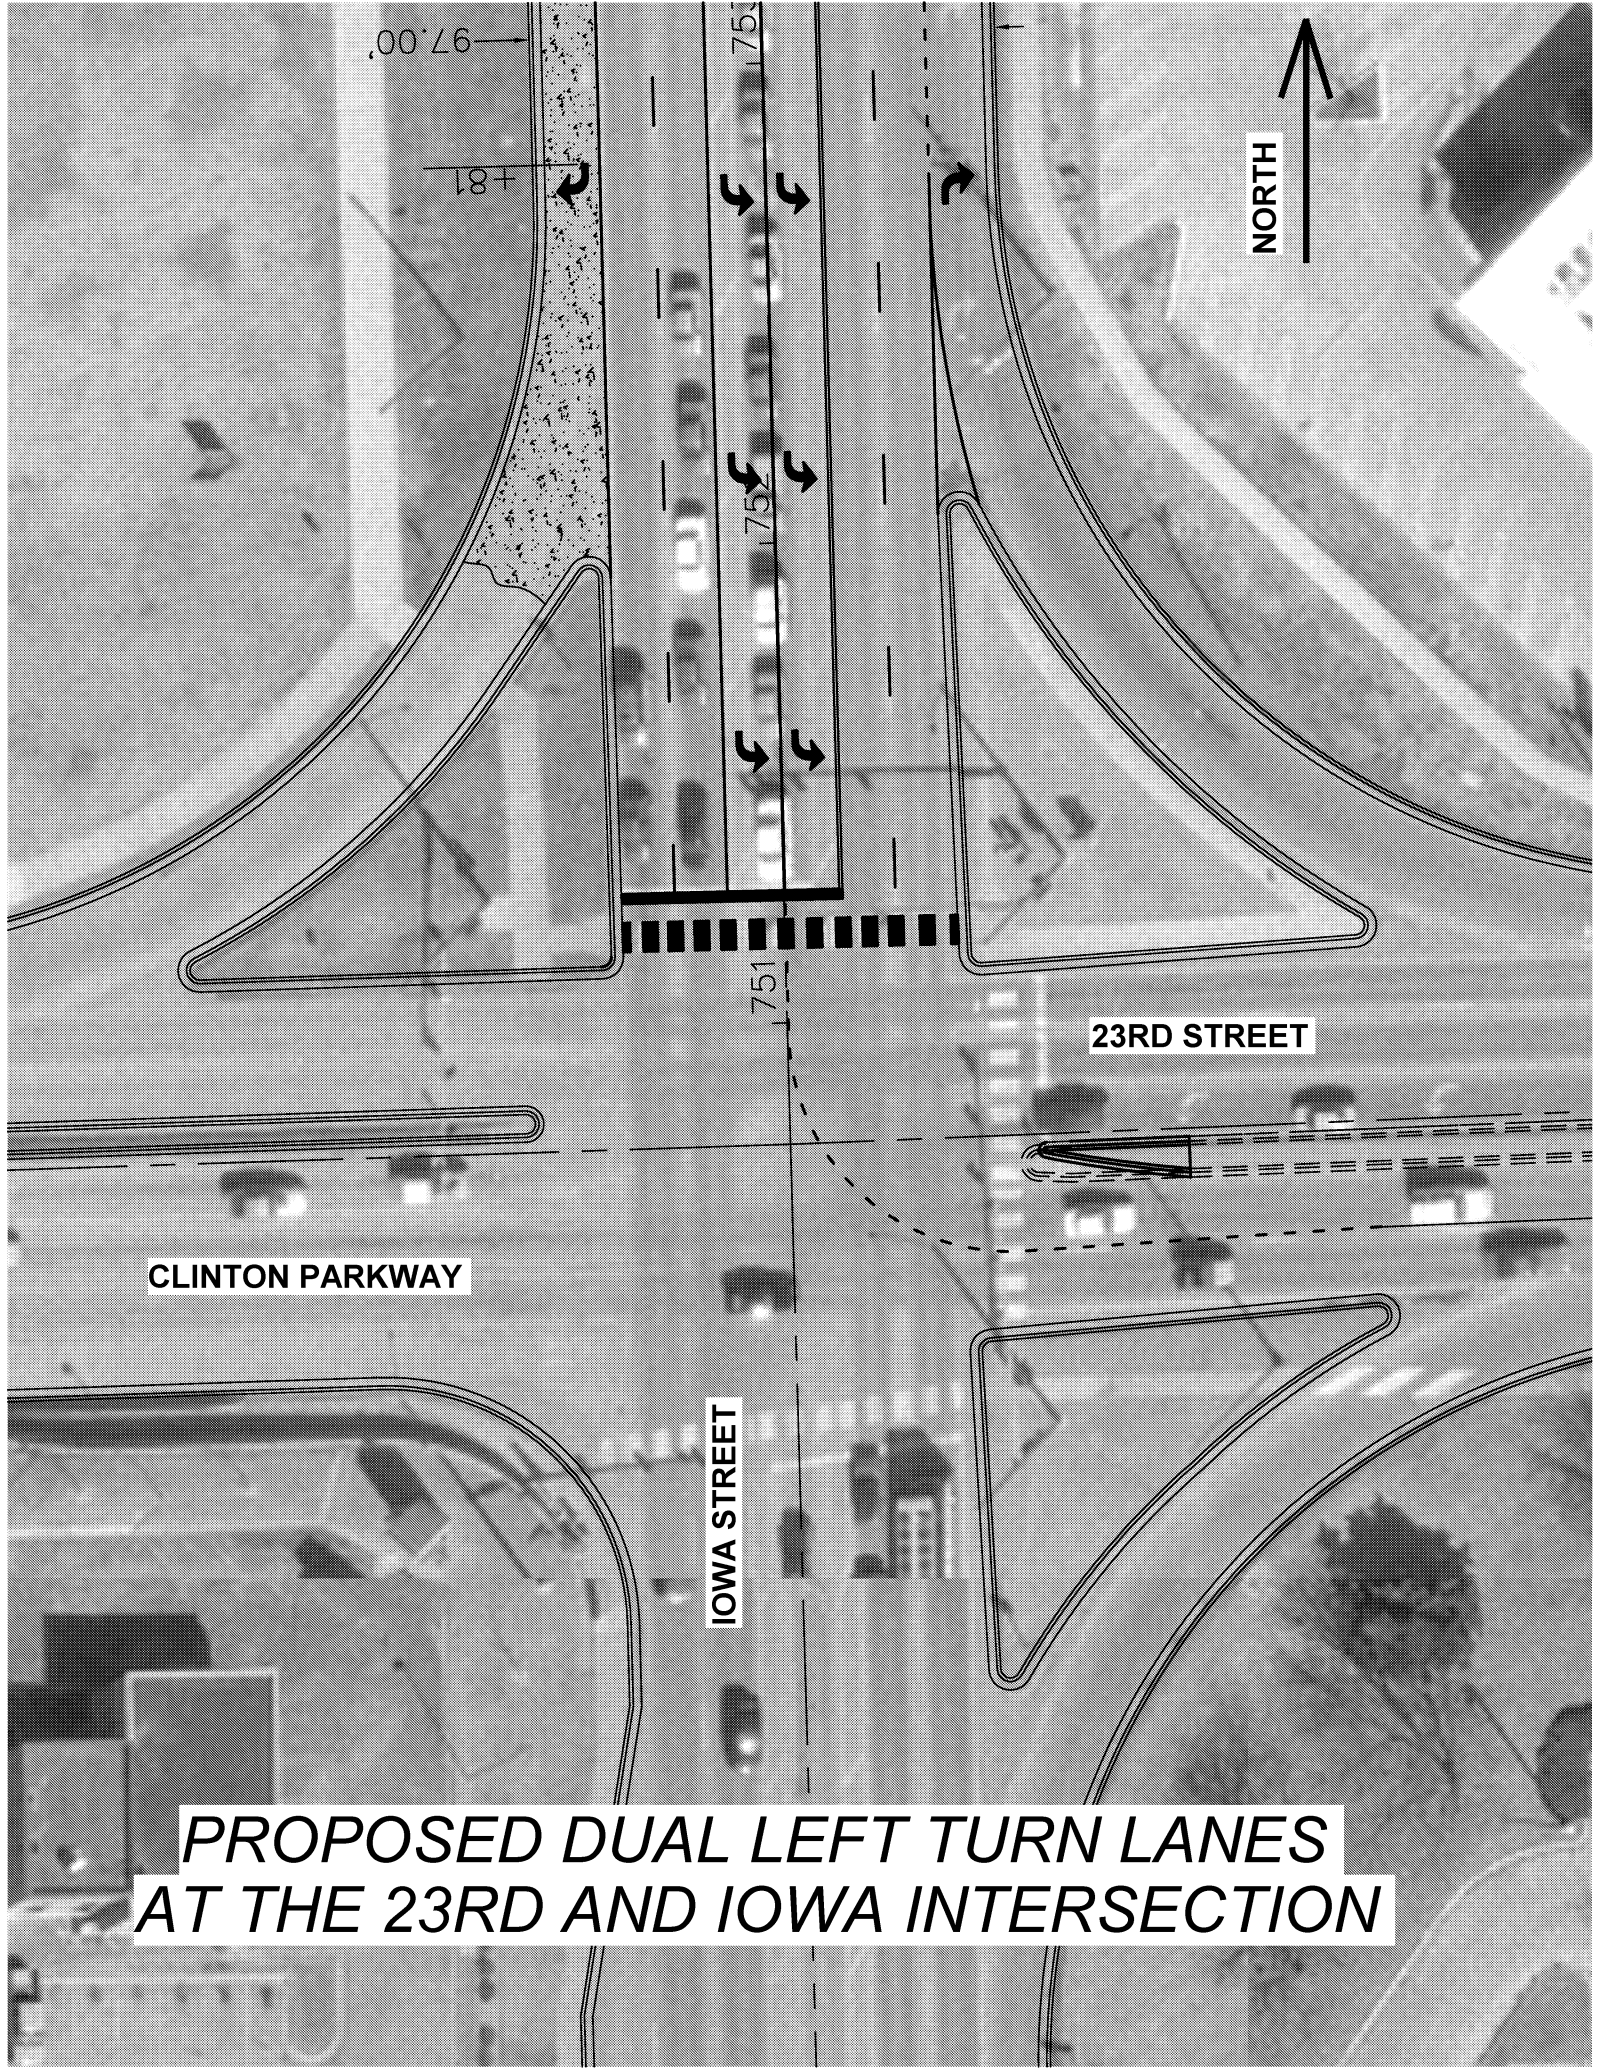 97.00'
753
+81
NORTH
752
751
23RD STREET
CLINTON PARKWAY
IOWA STREET
PROPOSED DUAL LEFT TURN LANES
AT THE 23RD AND IOWA INTERSECTION